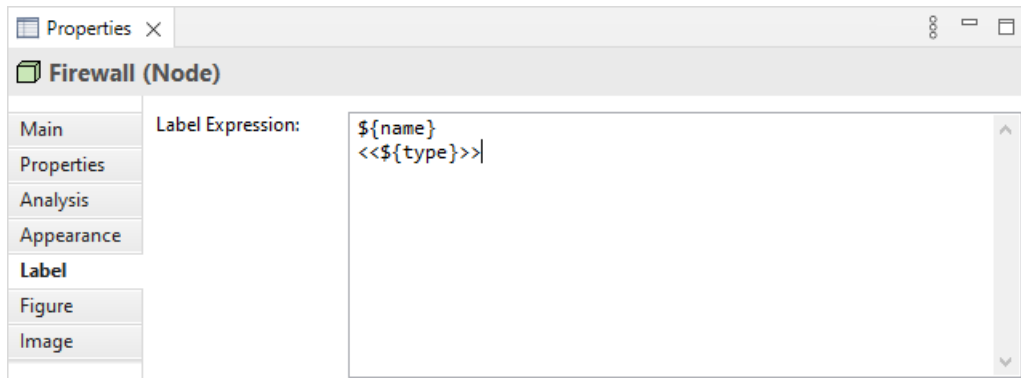 Properties
Firewall (Node)
Main
Properties
Analysis
Appearance
Label
Figure
Image
Label Expression:
${name}
<<${type}>>